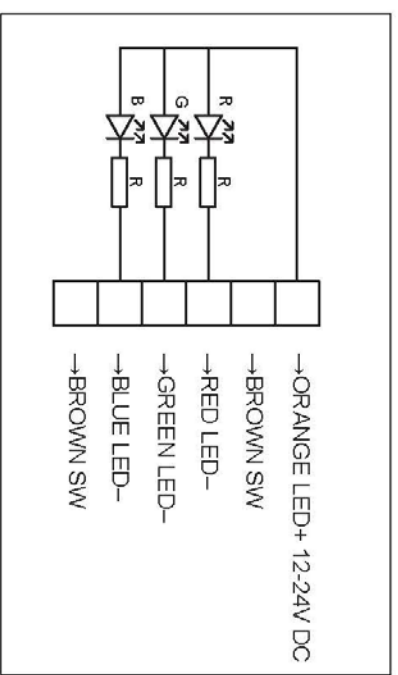 R
G
B
R
R
R
→ORANGE LED+ 12-24V DC
→BROWN SW
→RED LED–
→GREEN LED–
→BLUE LED–
→BROWN SW